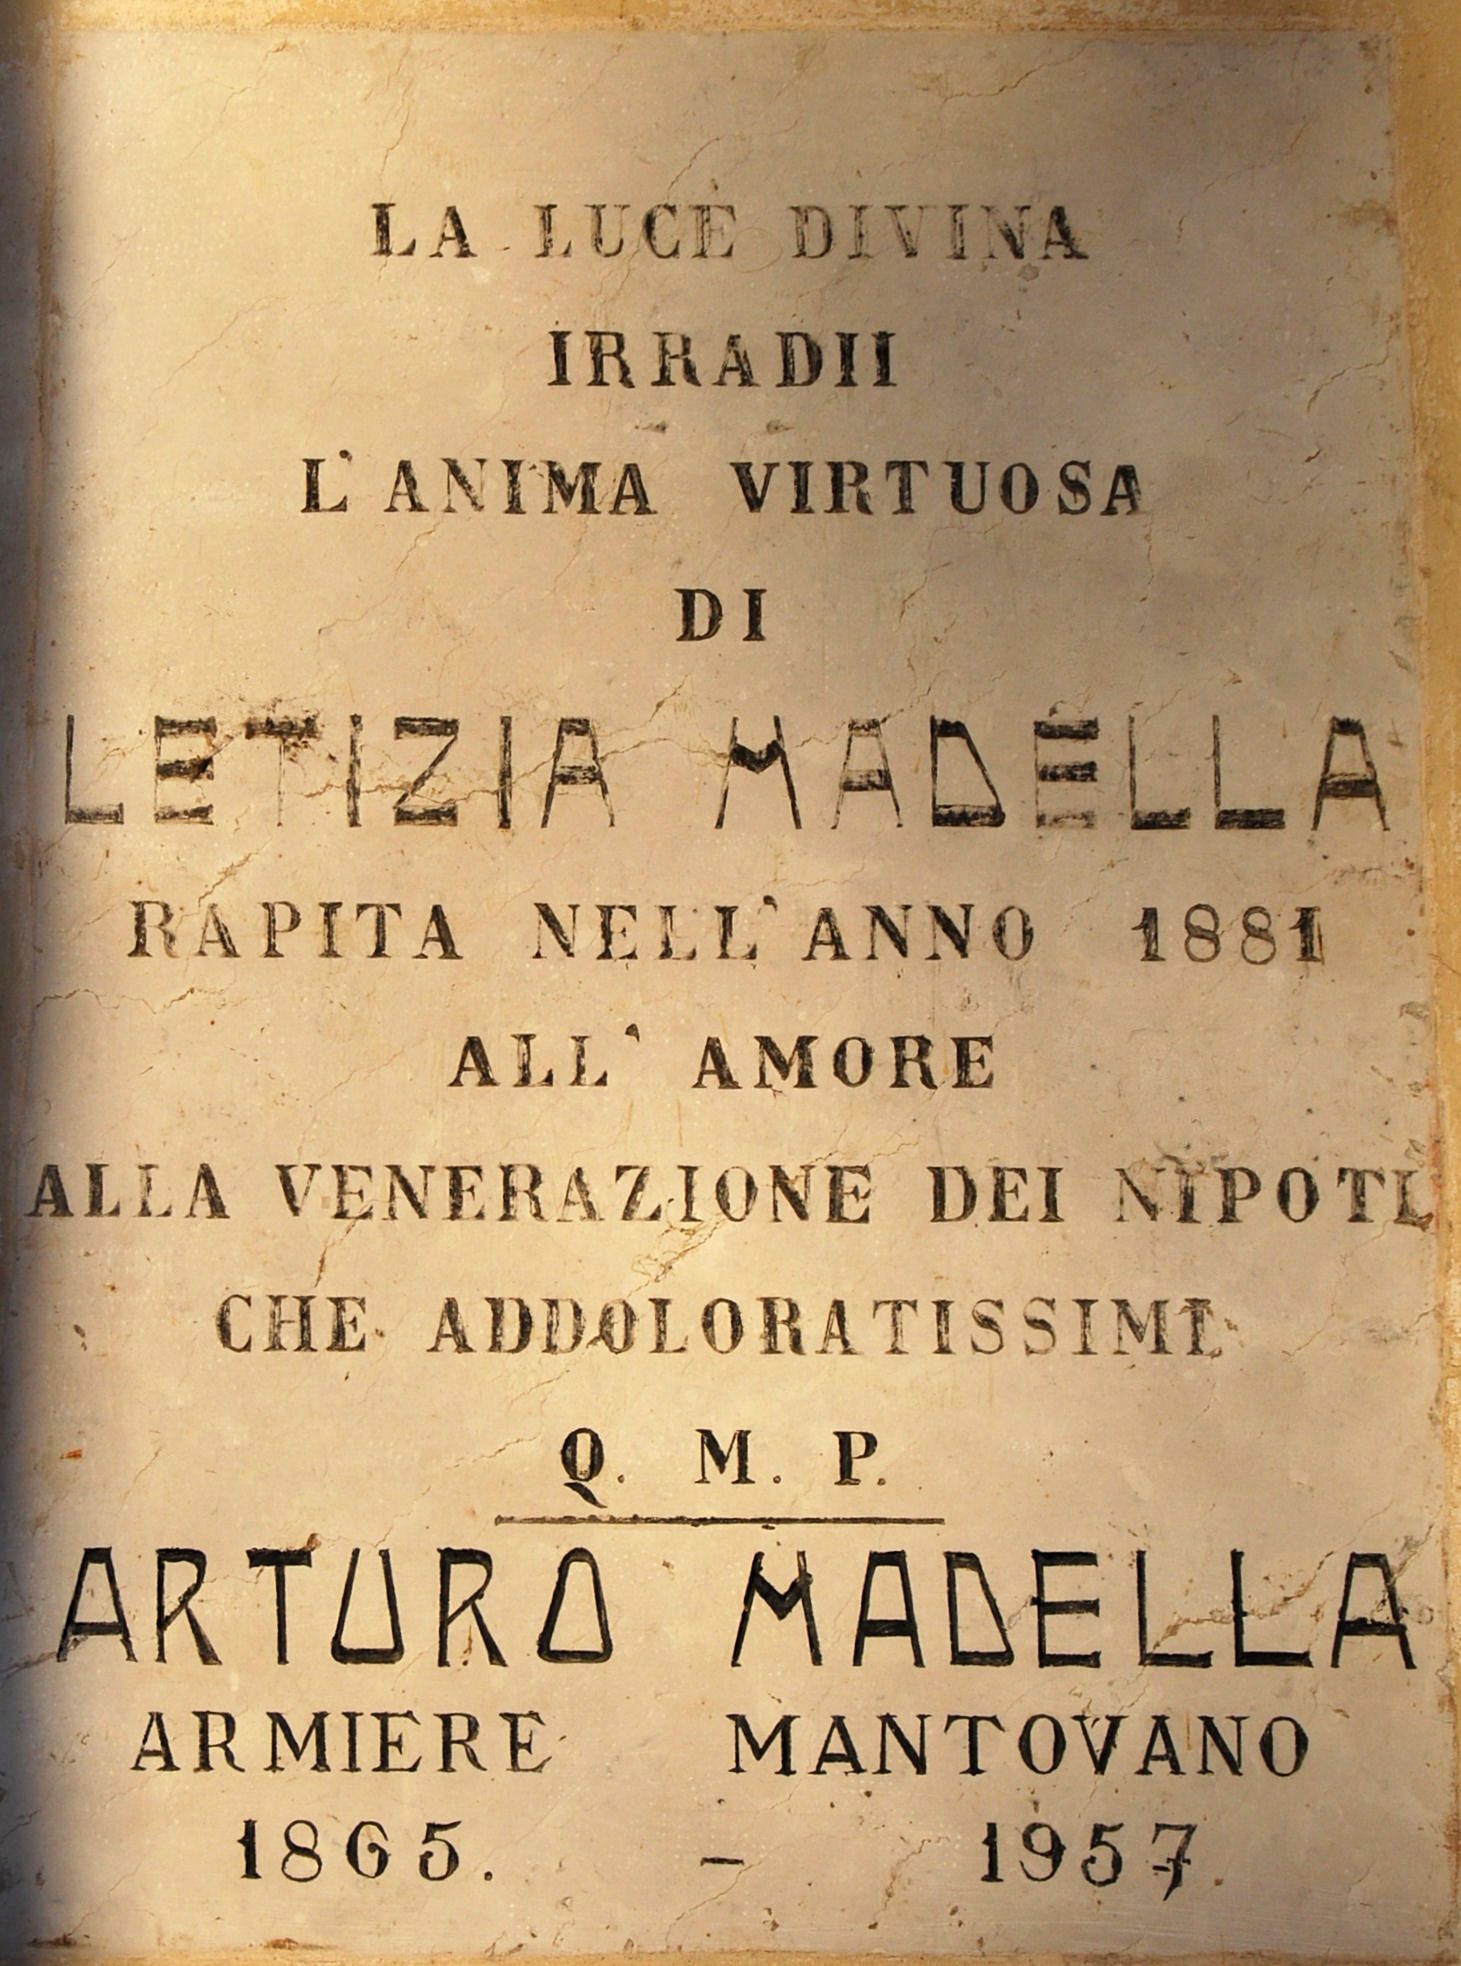 LA LUCE DIVINA
IRRADII
L'ANIMA VIRTUOSA
DI
LETIZIA MADELLA
RAPITA NELL'ANNO 1881
ALL' AMORE
ALLA VENERAZIONE DEI NIPOTI
CHE ADDOLORATISSIMI
Q. M. P.
ARTURO MADELLA
ARMIERE MANTOVANO
1865. - 1957.